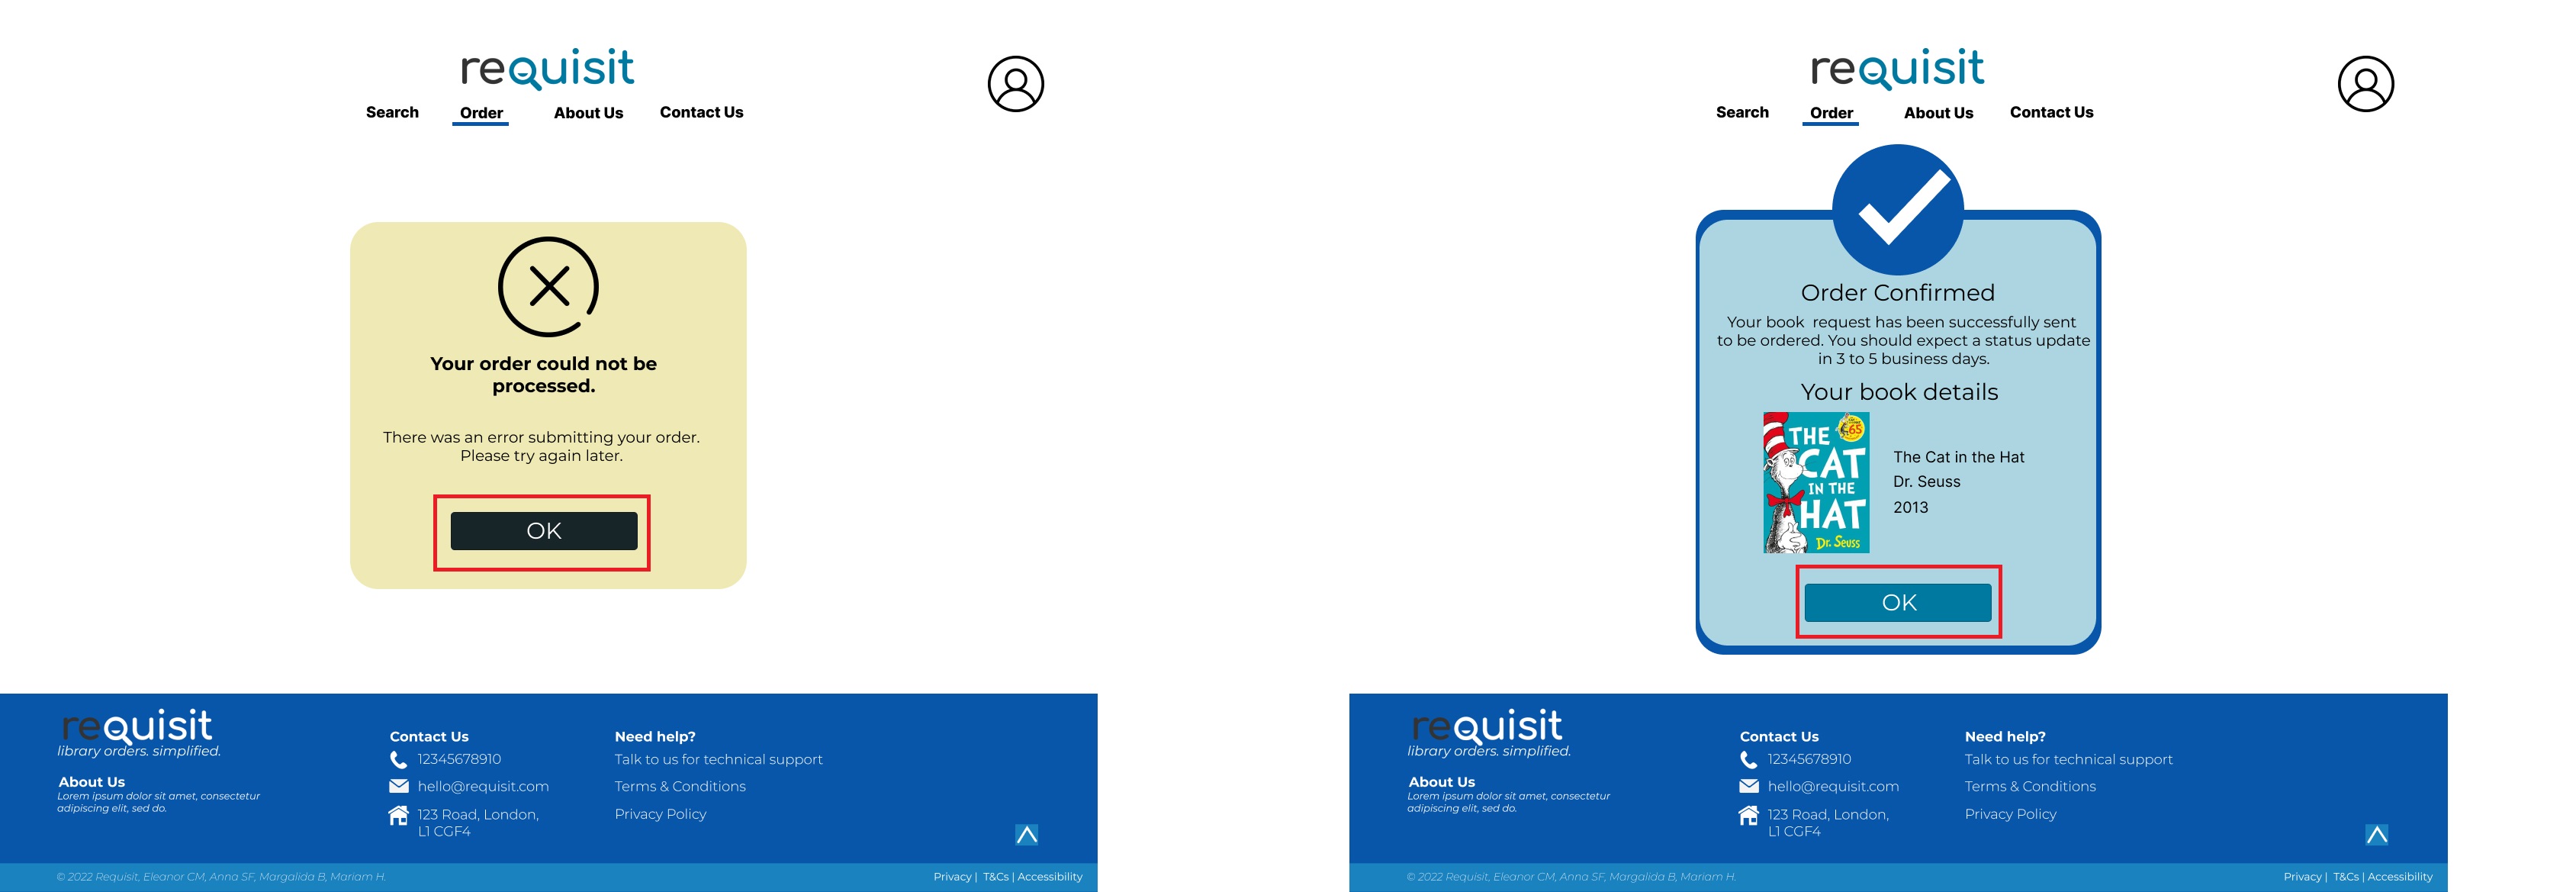 requisit
Search Order About Us Contact Us
Your order could not be
processed.
There was an error submitting your order.
Please try again later.
OK
requisit
library orders. simplified.
About Us
Lorem ipsum dolor sit amet, consectetur
adipiscing elit, sed do.
Contact Us
12345678910
hello@requisit.com
123 Road, London,
L1 CGF4
Need help?
Talk to us for technical support
Terms & Conditions
Privacy Policy
© 2022 Requisit, Eleanor CM, Anna SF, Margalida B, Mariam H.
Privacy | T&Cs | Accessibility
requisit
Search Order About Us Contact Us
Order Confirmed
Your book request has been successfully sent
to be ordered. You should expect a status update
in 3 to 5 business days.
Your book details
65
THE
CAT
IN THE
HAT
Dr. Seuss
The Cat in the Hat
Dr. Seuss
2013
OK
requisit
library orders. simplified.
About Us
Lorem ipsum dolor sit amet, consectetur
adipiscing elit, sed do.
Contact Us
12345678910
hello@requisit.com
123 Road, London,
L1 CGF4
Need help?
Talk to us for technical support
Terms & Conditions
Privacy Policy
© 2022 Requisit, Eleanor CM, Anna SF, Margalida B, Mariam H.
Privacy | T&Cs | Accessibility